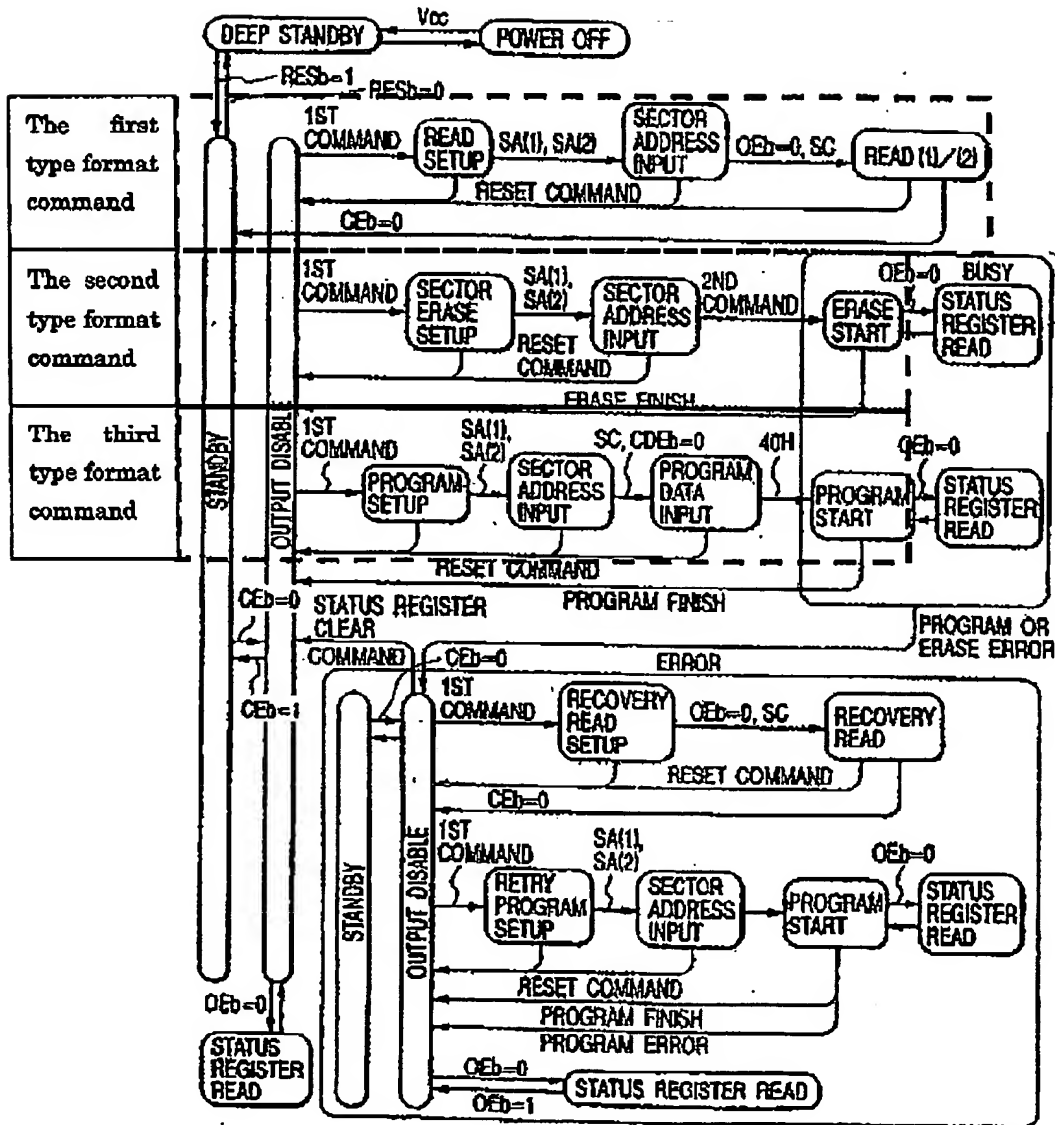 Vcc
DEEP STANDBY
POWER OFF
RESb=1
RESb=0
The first
type format
command
1ST
COMMAND
READ
SETUP
SA(1), SA(2)
SECTOR
ADDRESS
INPUT
OEb=0, SC
READ (1)/(2)
RESET COMMAND
CEb=0
The second
type format
command
1ST
COMMAND
SECTOR
ERASE
SETUP
SA(1),
SA(2)
SECTOR
ADDRESS
INPUT
2ND
COMMAND
ERASE
START
OEb=0
BUSY
STATUS
REGISTER
READ
RESET
COMMAND
ERASE FINISH
The third
type format
command
1ST
COMMAND
PROGRAM
SETUP
SA(1),
SA(2)
SECTOR
ADDRESS
INPUT
SC, CDEb=0
PROGRAM
DATA
INPUT
40H
PROGRAM
START
OEb=0
STATUS
REGISTER
READ
RESET COMMAND
PROGRAM FINISH
STANDBY
OUTPUT DISABLE
CEb=0
CEb=1
STATUS REGISTER
CLEAR
COMMAND
CEb=0
PROGRAM OR
ERASE ERROR
ERROR
1ST
COMMAND
RECOVERY
READ
SETUP
OEb=0, SC
RECOVERY
READ
RESET COMMAND
CEb=0
STANDBY
OUTPUT DISABLE
1ST
COMMAND
RETRY
PROGRAM
SETUP
SA(1),
SA(2)
SECTOR
ADDRESS
INPUT
PROGRAM
START
OEb=0
STATUS
REGISTER
READ
RESET COMMAND
PROGRAM FINISH
PROGRAM ERROR
OEb=0
STATUS
REGISTER
READ
OEb=0
OEb=1
STATUS REGISTER READ